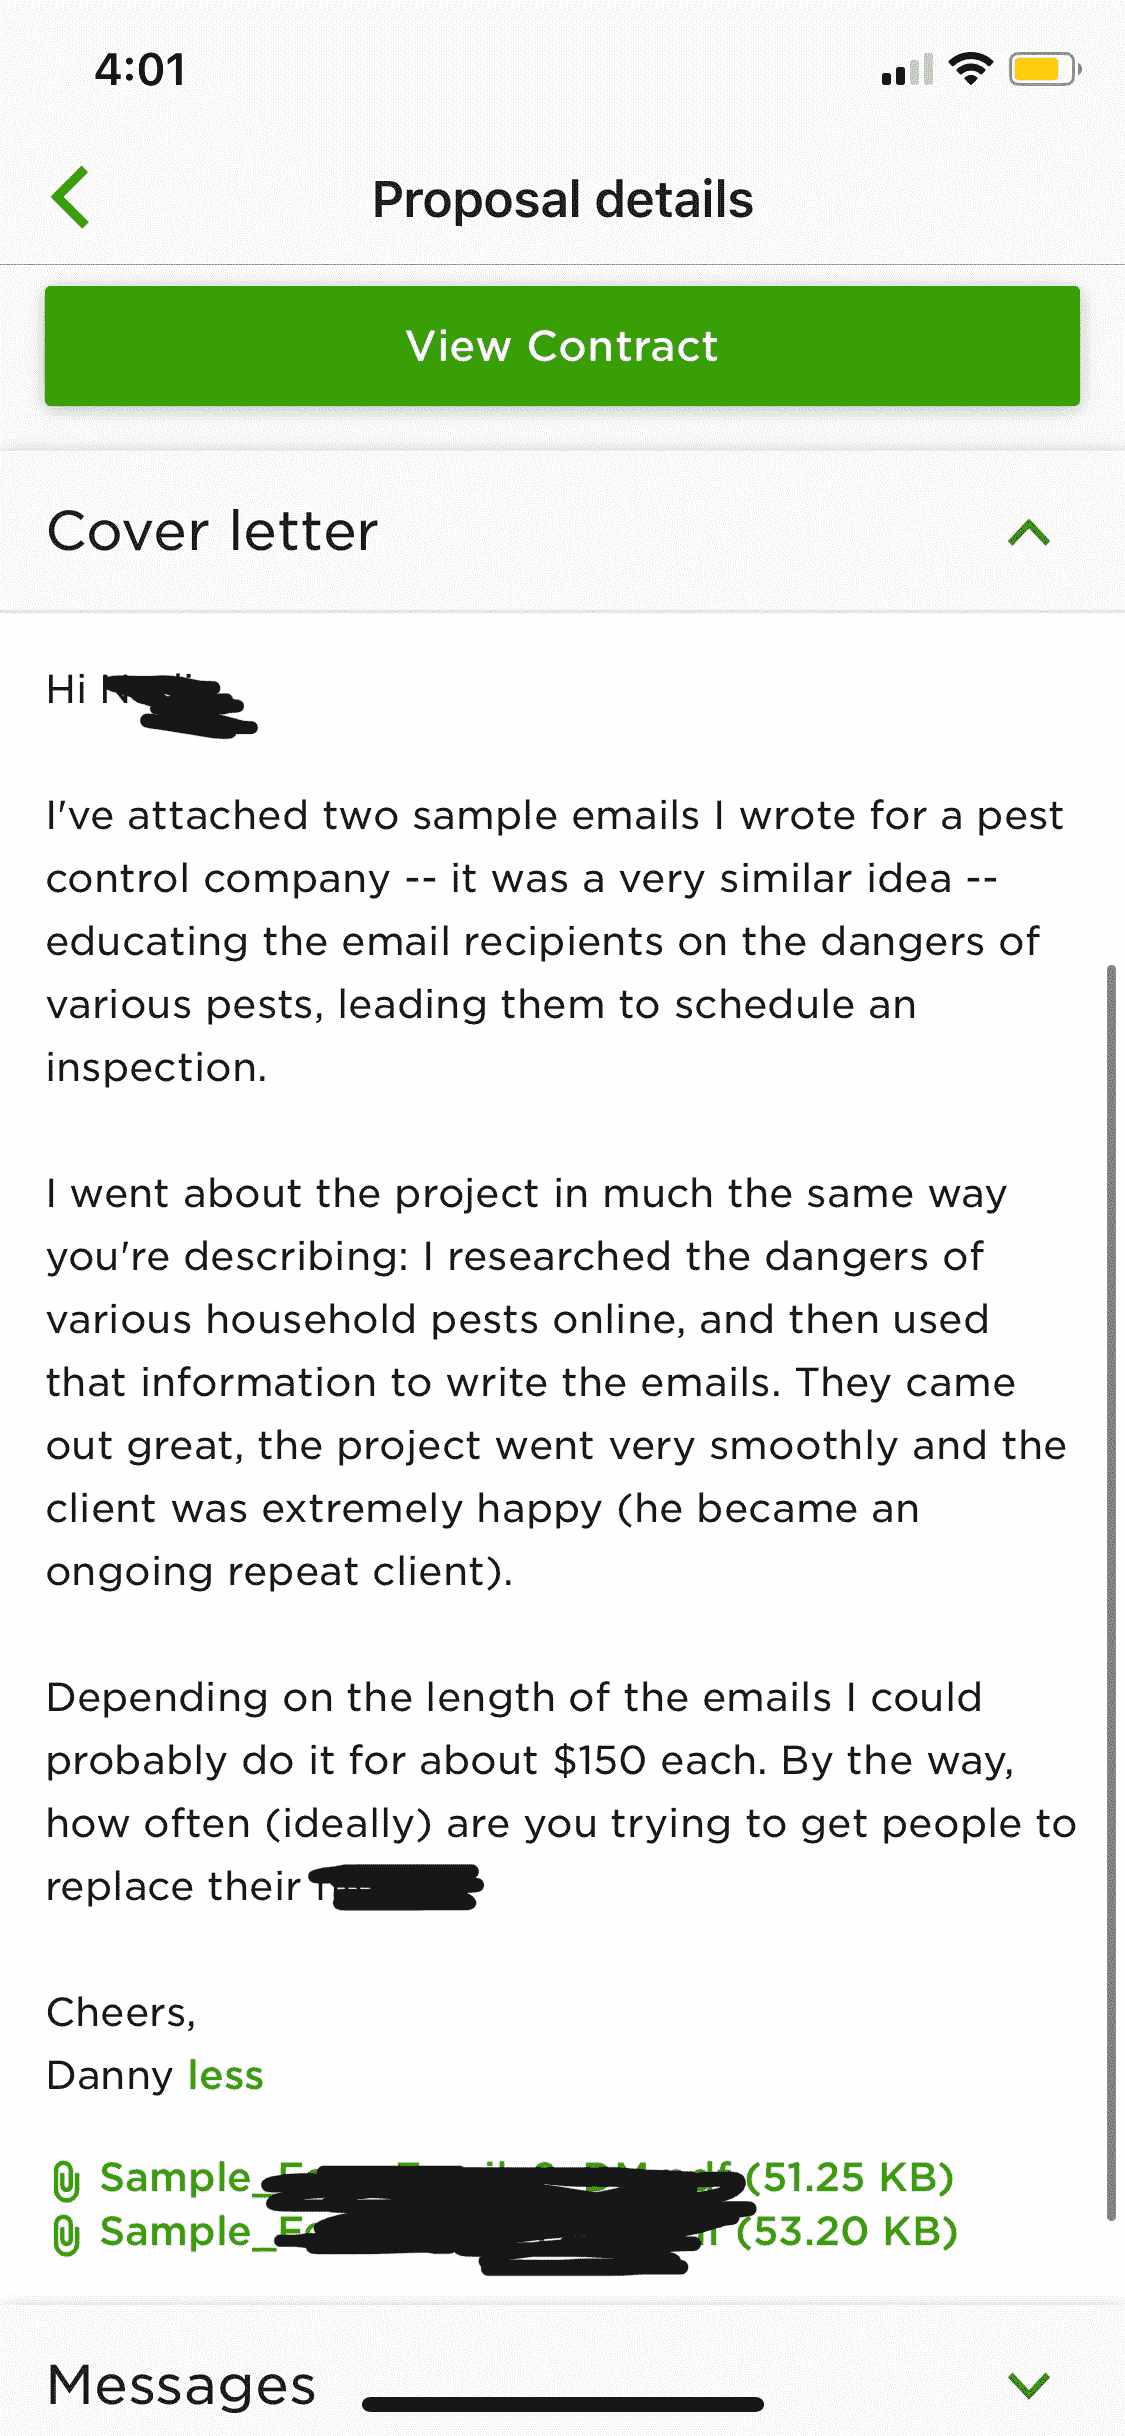 4:01
Proposal details
View Contract
Cover letter
Hi
I've attached two sample emails I wrote for a pest
control company -- it was a very similar idea --
educating the email recipients on the dangers of
various pests, leading them to schedule an
inspection.
I went about the project in much the same way
you're describing: I researched the dangers of
various household pests online, and then used
that information to write the emails. They came
out great, the project went very smoothly and the
client was extremely happy (he became an
ongoing repeat client).
Depending on the length of the emails I could
probably do it for about $150 each. By the way,
how often (ideally) are you trying to get people to
replace their
Cheers,
Danny less
Sample_ (51.25 KB)
Sample_ (53.20 KB)
Messages